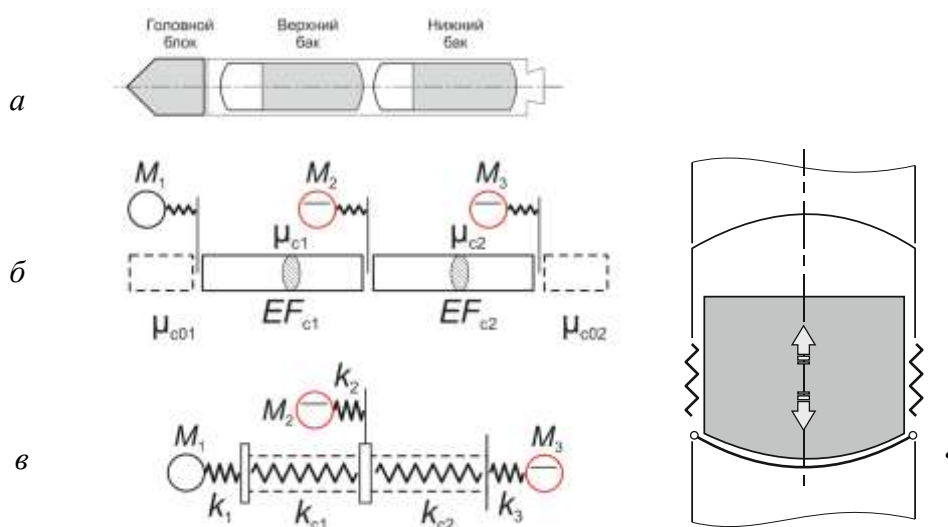 Головной
блок
Верхний
бак
Нижний
бак
а
M₁
M₂
M₃
μc1
μc2
б
EFc1
EFc2
μc01
μc02
k₂
M₂
M₁
M₃
в
k₁
kc1
kc2
k₃